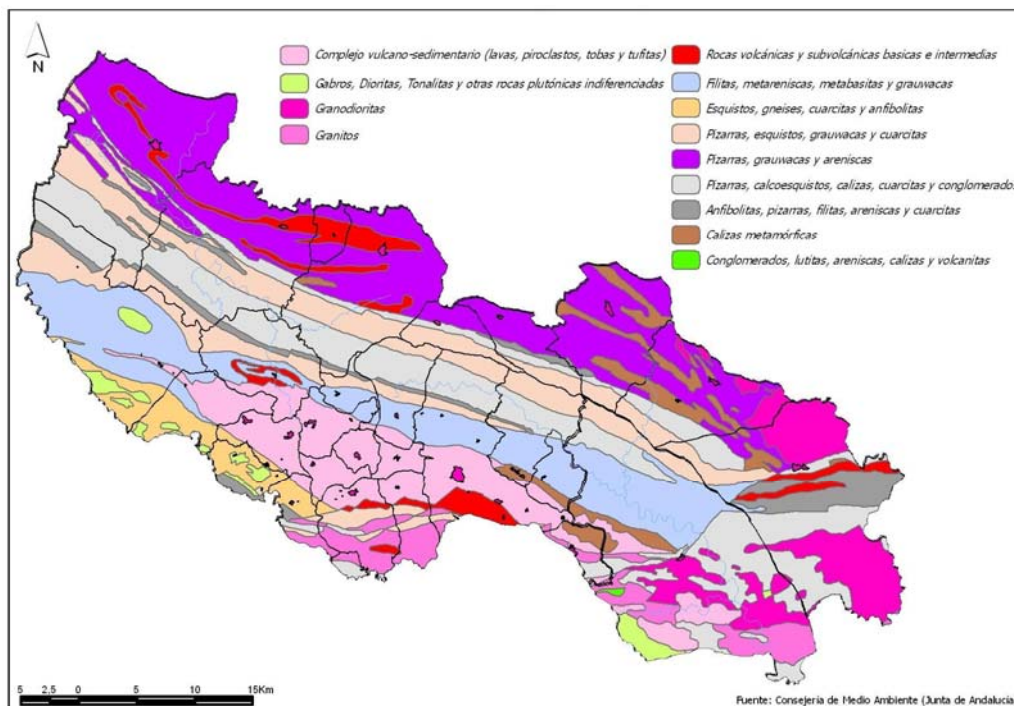 N
Complejo vulcano-sedimentario (lavas, piroclastos, tobas y tufitas)
Gabros, Dioritas, Tonalitas y otras rocas plutónicas indiferenciadas
Granodioritas
Granitos
Rocas volcánicas y subvolcánicas basicas e intermedias
Filitas, metareniscas, metabasitas y grauwacas
Esquistos, gneises, cuarcitas y anfibolitas
Pizarras, esquistos, grauwacas y cuarcitas
Pizarras, grauwacas y areniscas
Pizarras, calcoesquistos, calizas, cuarcitas y conglomerados
Anfibolitas, pizarras, filitas, areniscas y cuarcitas
Calizas metamórficas
Conglomerados, lutitas, areniscas, calizas y volcanitas
5 2,5 0 5 10 15Km
Fuente: Consejería de Medio Ambiente (Junta de Andalucía